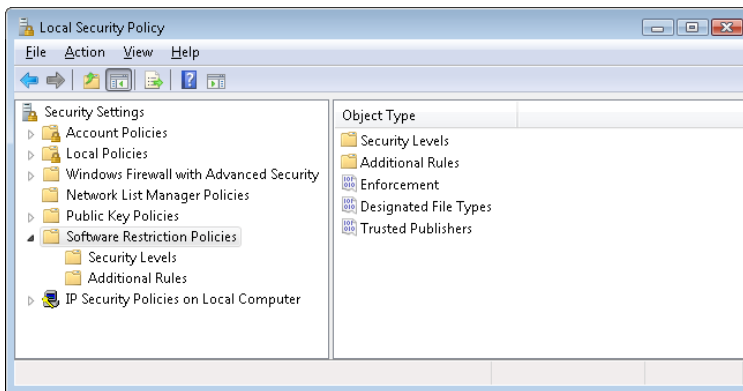 Local Security Policy
File Action View Help
Security Settings
Account Policies
Local Policies
Windows Firewall with Advanced Security
Network List Manager Policies
Public Key Policies
Software Restriction Policies
Security Levels
Additional Rules
IP Security Policies on Local Computer
Object Type
Security Levels
Additional Rules
Enforcement
Designated File Types
Trusted Publishers